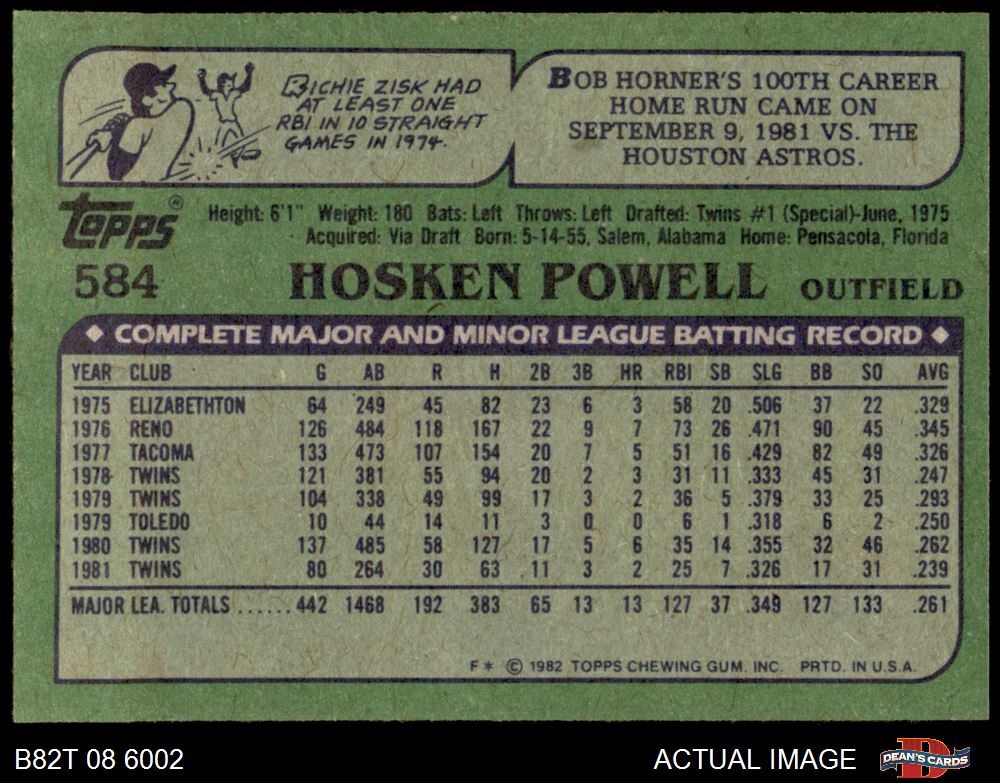 RICHIE ZISK HAD
AT LEAST ONE
RBI IN 10 STRAIGHT
GAMES IN 1974.
BOB HORNER'S 100TH CAREER
HOME RUN CAME ON
SEPTEMBER 9, 1981 VS. THE
HOUSTON ASTROS.
topps®
Height: 6'1" Weight: 180 Bats: Left Throws: Left Drafted: Twins #1 (Special)-June, 1975
Acquired: Via Draft Born: 5-14-55, Salem, Alabama Home: Pensacola, Florida
584 HOSKEN POWELL OUTFIELD
◆ COMPLETE MAJOR AND MINOR LEAGUE BATTING RECORD ◆
YEAR CLUB G AB R H 2B 3B HR RBI SB SLG BB SO AVG
1975 ELIZABETHTON 64 249 45 82 23 6 3 58 20 .506 37 22 .329
1976 RENO 126 484 118 167 22 9 7 73 26 .471 90 45 .345
1977 TACOMA 133 473 107 154 20 7 5 51 16 .429 82 49 .326
1978 TWINS 121 381 55 94 20 2 3 31 11 .333 45 31 .247
1979 TWINS 104 338 49 99 17 3 2 36 5 .379 33 25 .293
1979 TOLEDO 10 44 14 11 3 0 0 6 1 .318 6 2 .250
1980 TWINS 137 485 58 127 17 5 6 35 14 .355 32 46 .262
1981 TWINS 80 264 30 63 11 3 2 25 7 .326 17 31 .239
MAJOR LEA. TOTALS ......442 1468 192 383 65 13 13 127 37 .349 127 133 .261
F* © 1982 TOPPS CHEWING GUM, INC. PRTD. IN U.S.A.
B82T 08 6002 ACTUAL IMAGE DEAN'S CARDS